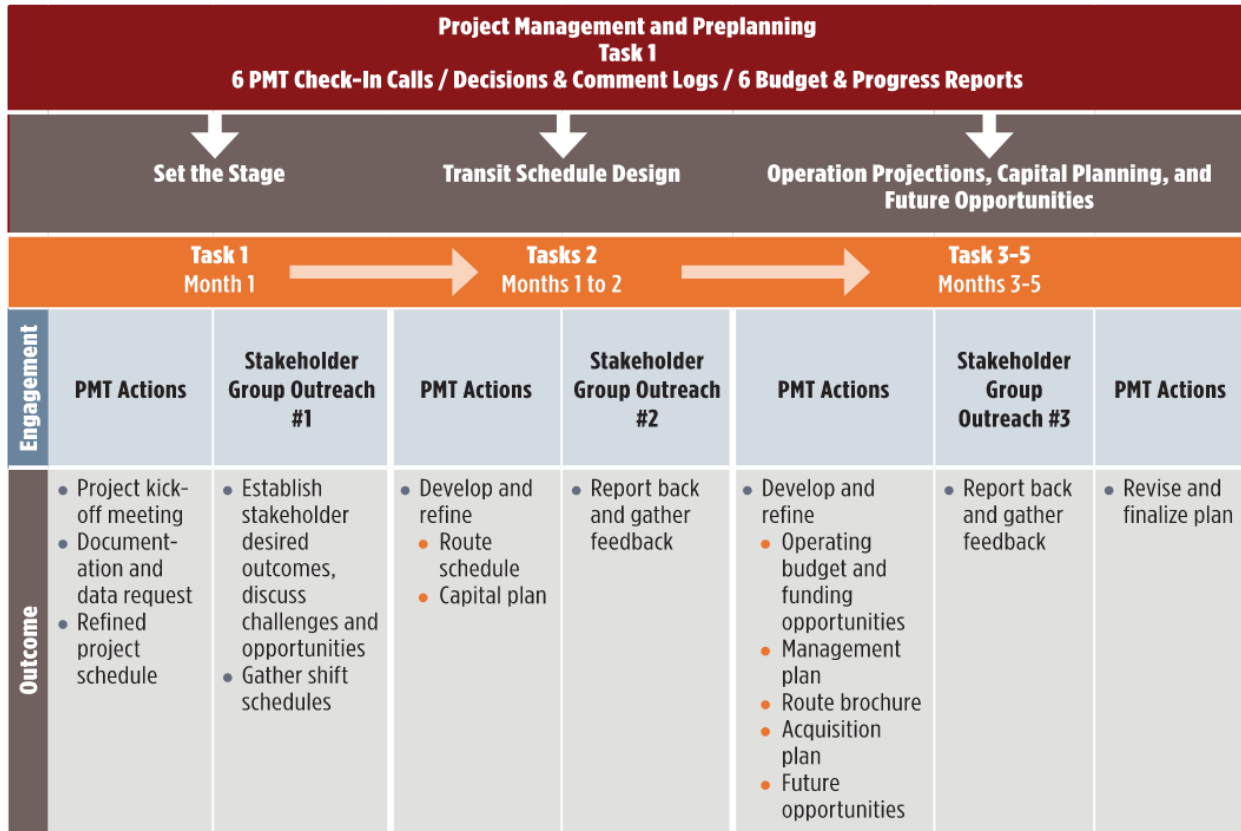 Project Management and Preplanning
Task 1
6 PMT Check-In Calls / Decisions & Comment Logs / 6 Budget & Progress Reports
Set the Stage
Transit Schedule Design
Operation Projections, Capital Planning, and
Future Opportunities
Task 1
Month 1
Tasks 2
Months 1 to 2
Task 3-5
Months 3-5
Engagement
PMT Actions
Stakeholder
Group Outreach
#1
PMT Actions
Stakeholder
Group Outreach
#2
PMT Actions
Stakeholder
Group
Outreach #3
PMT Actions
Outcome
• Project kick-
off meeting
• Document-
ation and
data request
• Refined
project
schedule
• Establish
stakeholder
desired
outcomes,
discuss
challenges and
opportunities
• Gather shift
schedules
• Develop and
refine
• Route
schedule
• Capital plan
• Report back
and gather
feedback
• Develop and
refine
• Operating
budget and
funding
opportunities
• Management
plan
• Route brochure
• Acquisition
plan
• Future
opportunities
• Report back
and gather
feedback
• Revise and
finalize plan